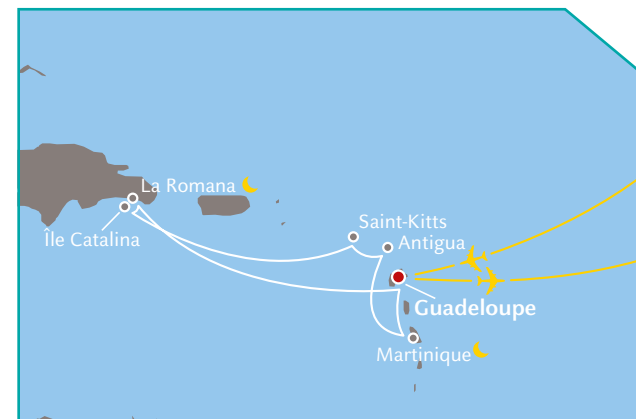 La Romana
Île Catalina
Saint-Kitts
Antigua
Guadeloupe
Martinique